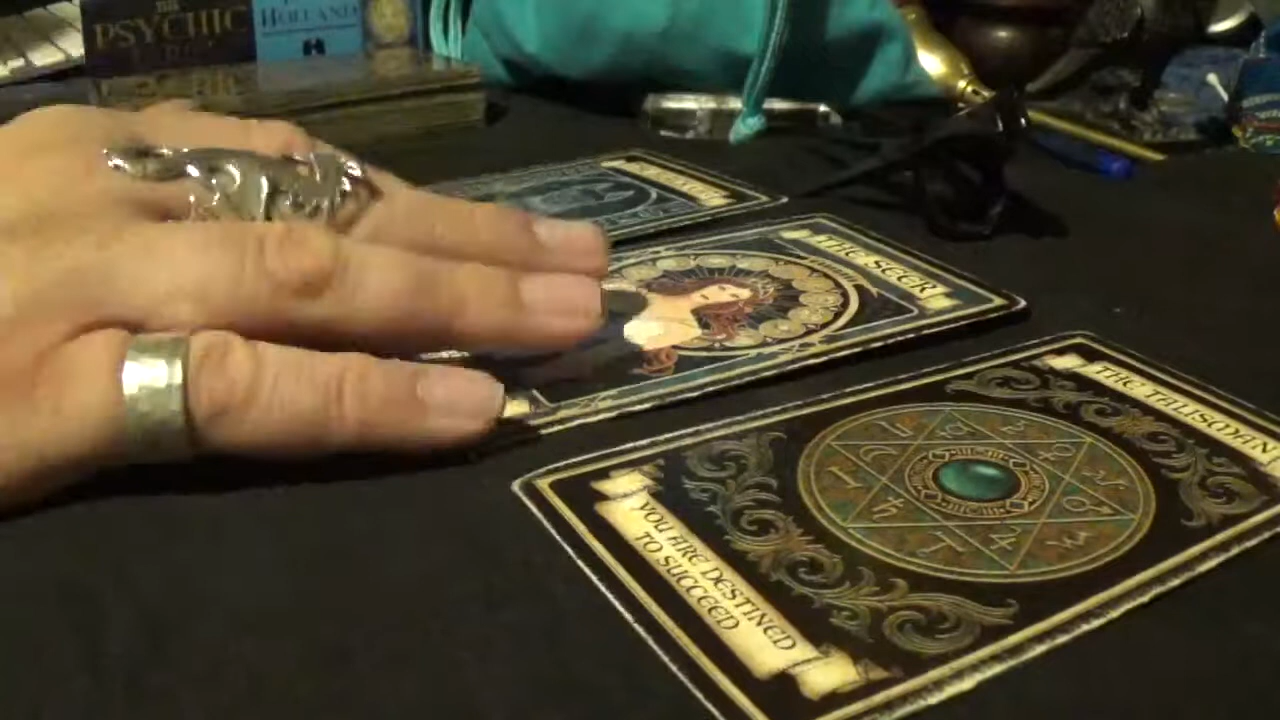 PSYCHIC
HOLLAND
THE SEER
THE TALISMAN
YOU ARE DESTINED
TO SUCCEED